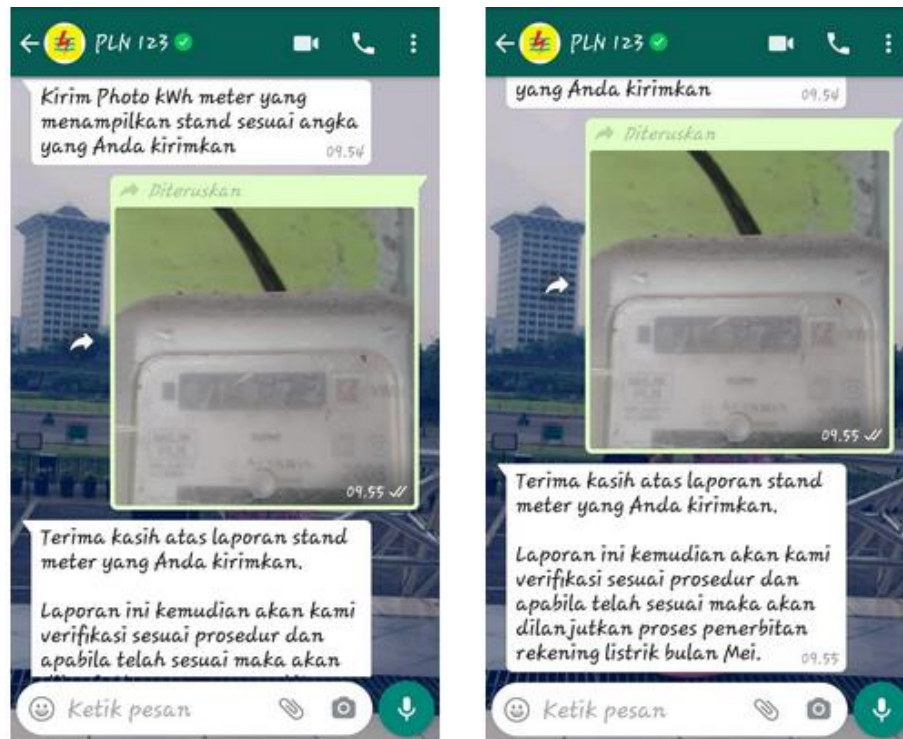 PLN 123
Kirim Photo kWh meter yang
menampilkan stand sesuai angka
yang Anda kirimkan
09.54
Diteruskan
09.55
Terima kasih atas laporan stand
meter yang Anda kirimkan.
Laporan ini kemudian akan kami
verifikasi sesuai prosedur dan
apabila telah sesuai maka akan
Ketik pesan
PLN 123
yang Anda kirimkan
09.54
Diteruskan
09.55
Terima kasih atas laporan stand
meter yang Anda kirimkan.
Laporan ini kemudian akan kami
verifikasi sesuai prosedur dan
apabila telah sesuai maka akan
dilanjutkan proses penerbitan
rekening listrik bulan Mei.
09.55
Ketik pesan